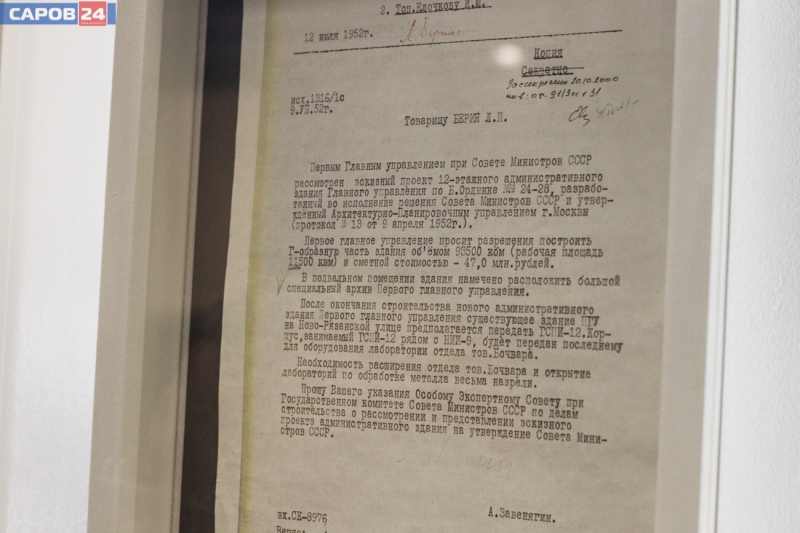 САРОВ 24
2. Тов.Клочкову И.М.
12 июля 1952г.
Копия
Секретно
Рассекречено 20.10.2000
исх.1316/1с
9.УП.52г.
Товарищу БЕРИЯ Л.П.
Первым Главным управлением при Совете Министров СССР
рассмотрен эскизный проект 12-этажного административного
здания Главного управления по Б.Ордынке №№ 24-28, разрабо-
танный во исполнение решения Совета Министров СССР и утвер-
жденный Архитектурно-Планировочным управлением г.Москвы
(протокол № 13 от 9 апреля 1952г.).
Первое главное управление просит разрешения построить
Г-образную часть здания об'ёмом 93500 кбм (рабочая площадь
11500 квм) и сметной стоимостью - 47,0 млн.рублей.
В подвальном помещении здания намечено расположить большой
специальный архив Первого главного управления.
После окончания строительства нового административного
здания Первого главного управления существующее здание ПГУ
на Ново-Рязанской улице предполагается передать ГСПИ-12.Кор-
пус,занимаемый ГСПИ-12 рядом с НИИ-9, будет передан последнему
для оборудования лаборатории отдела тов.Бочвара.
Необходимость расширения отдела тов.Бочвара и открытие
лабораторий по обработке металла весьма назрели.
Прошу Вашего указания Особому Экспертному Совету при
Государственном комитете Совета Министров СССР по делам
строительства о рассмотрении и представлении эскизного
проекта административного здания на утверждение Совета Мини-
стров СССР.
вх.СК-8976
А.Завенягин.